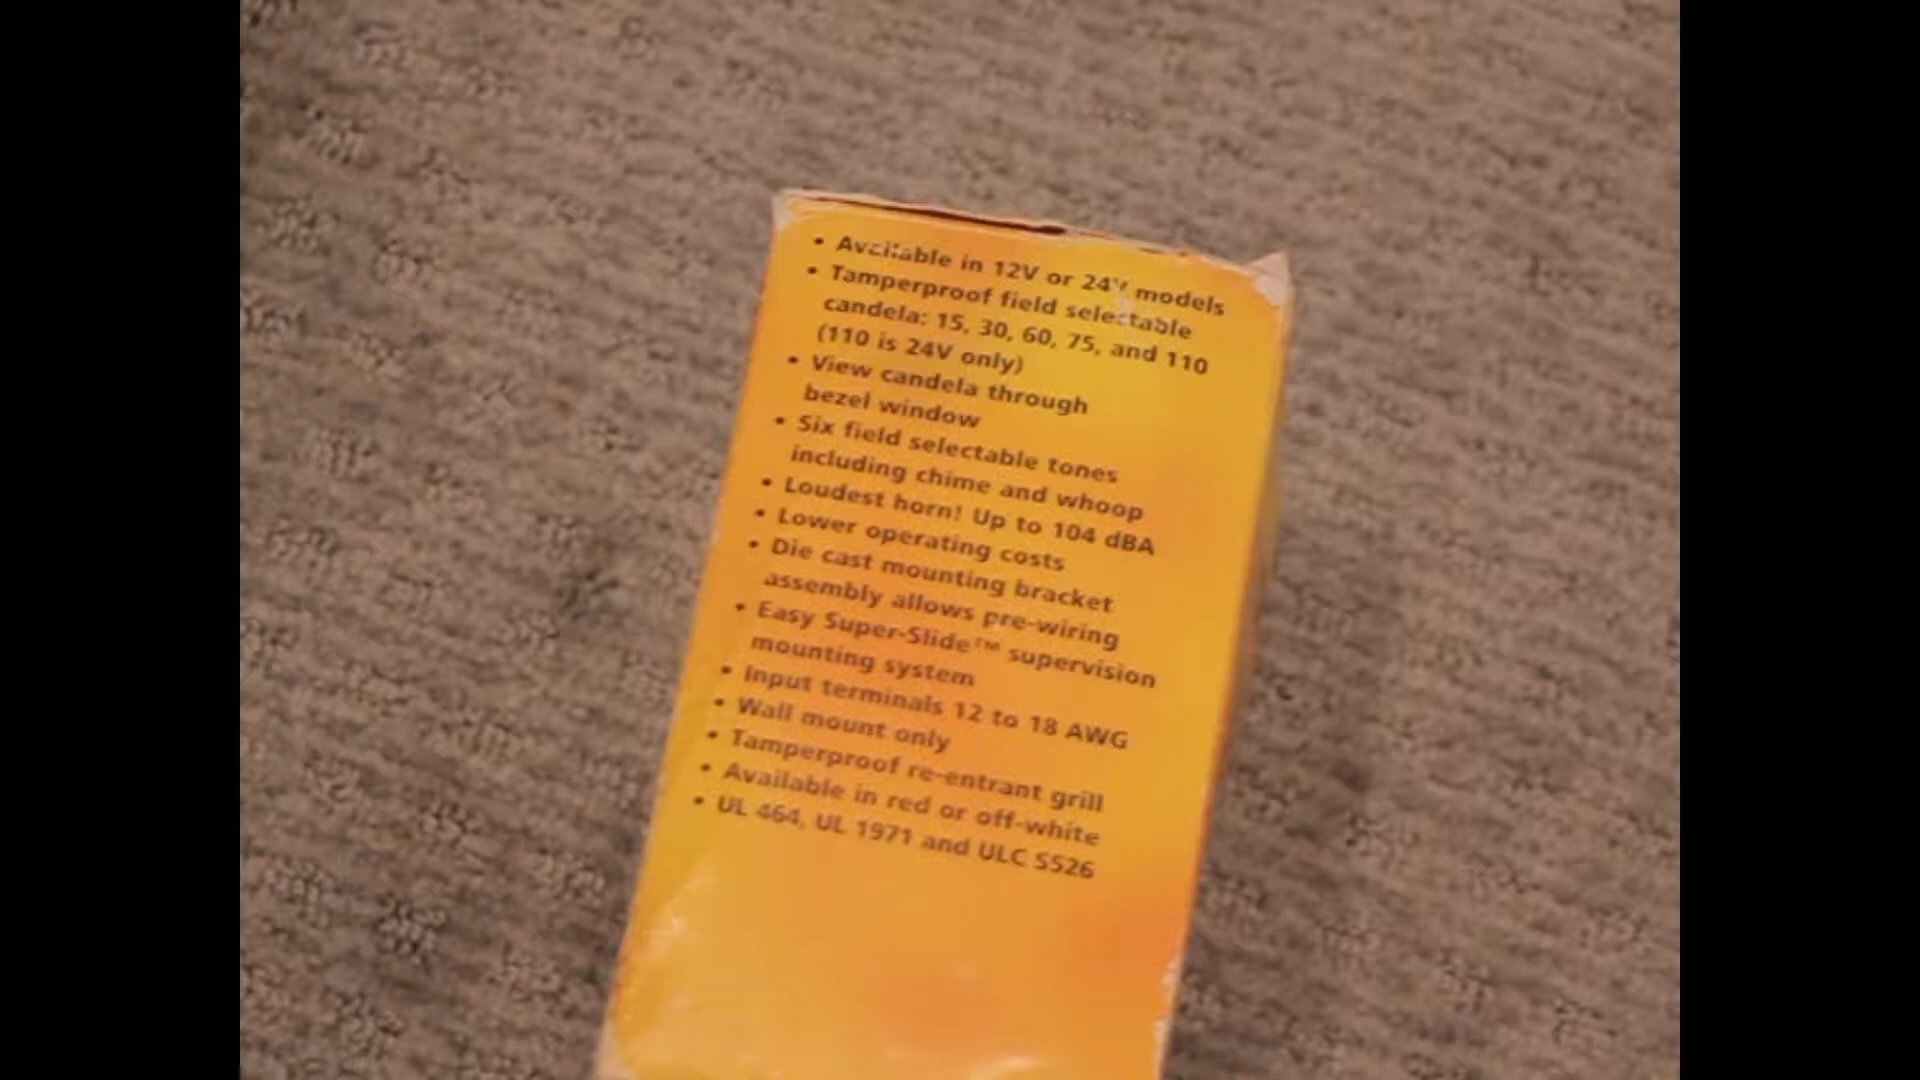 • Available in 12V or 24V models
• Tamperproof field selectable
candela: 15, 30, 60, 75, and 110
(110 is 24V only)
• View candela through
bezel window
• Six field selectable tones
including chime and whoop
• Loudest horn! Up to 104 dBA
• Lower operating costs
• Die cast mounting bracket
assembly allows pre-wiring
• Easy Super-Slide™ supervision
mounting system
• Input terminals 12 to 18 AWG
• Wall mount only
• Tamperproof re-entrant grill
• Available in red or off-white
• UL 464, UL 1971 and ULC S526